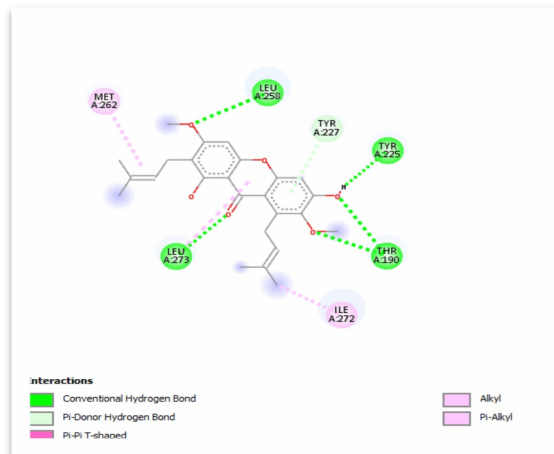 LEU
A:258
MET
A:262
TYR
A:227
TYR
A:225
H
LEU
A:273
THR
A:190
ILE
A:272
Interactions
Conventional Hydrogen Bond
Alkyl
Pi-Donor Hydrogen Bond
Pi-Alkyl
Pi-Pi T-shaped